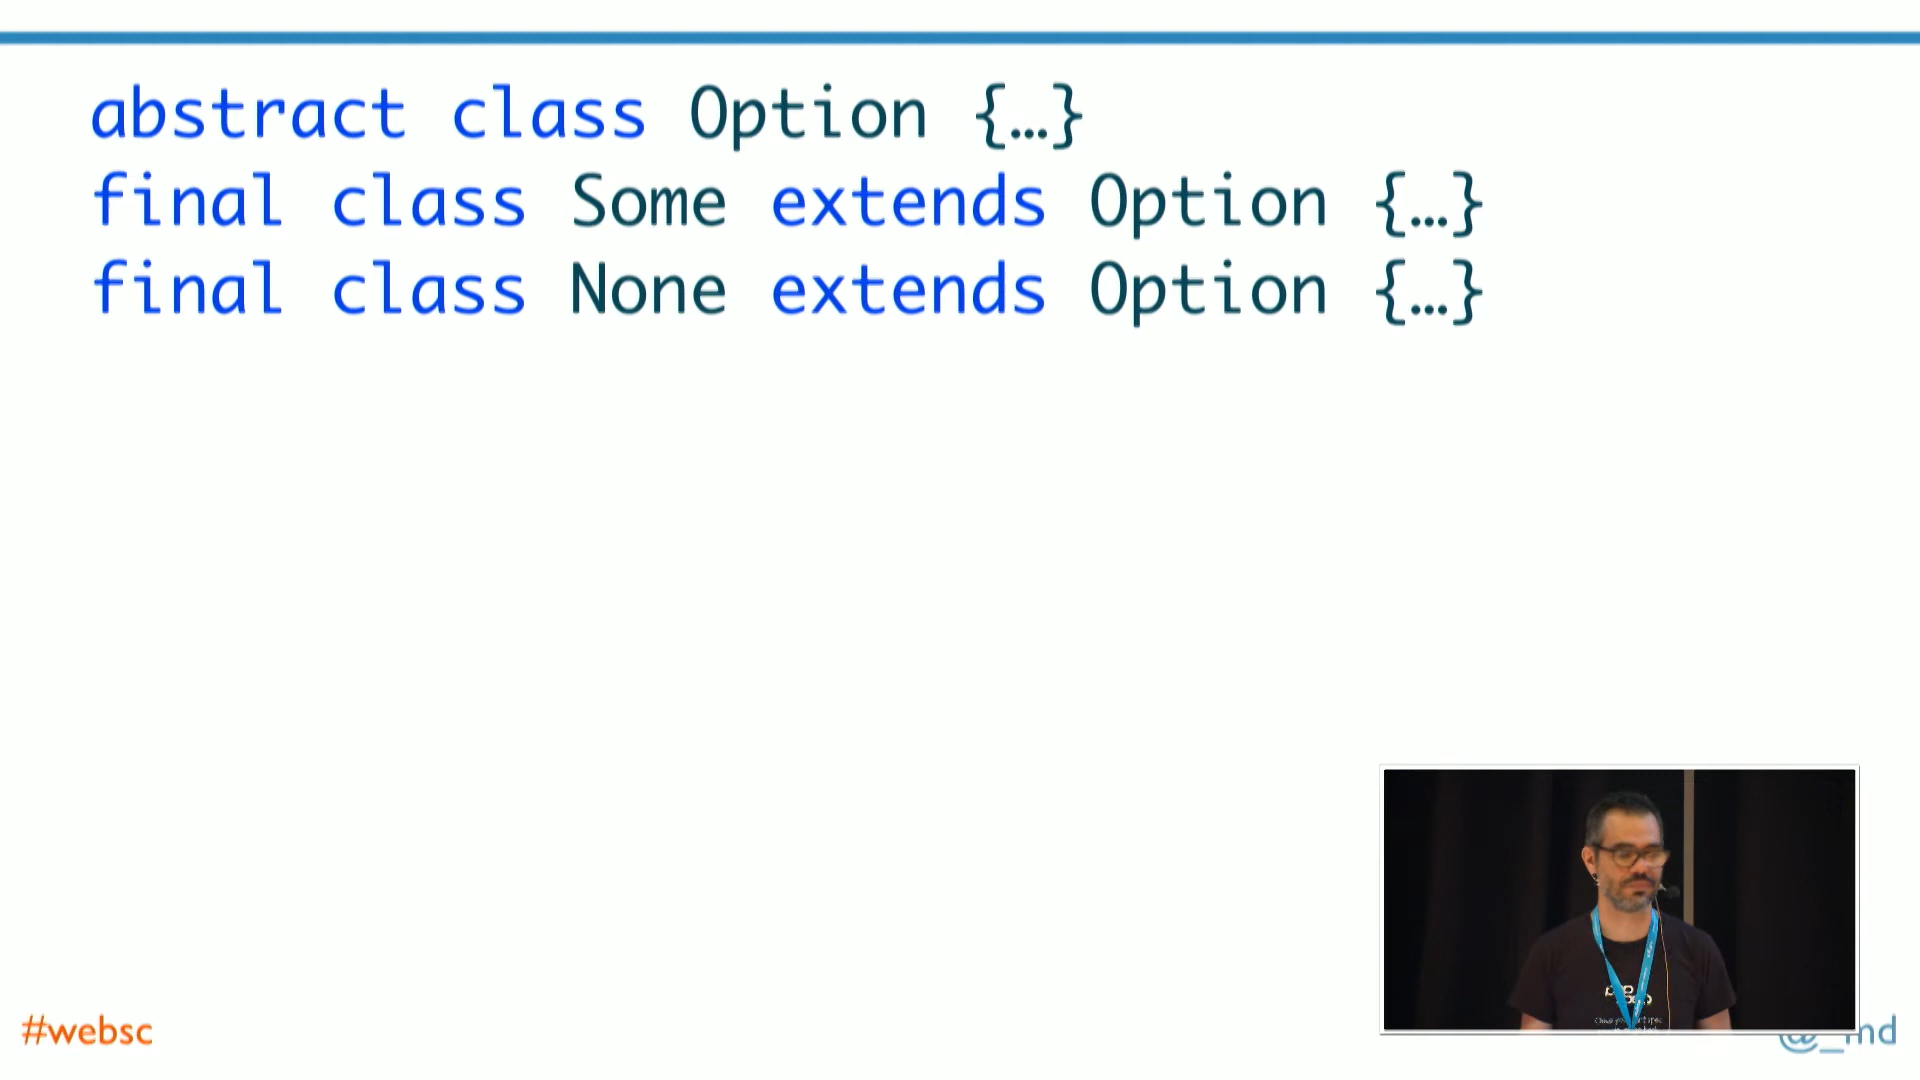 abstract class Option {…}
final class Some extends Option {…}
final class None extends Option {…}
#websc